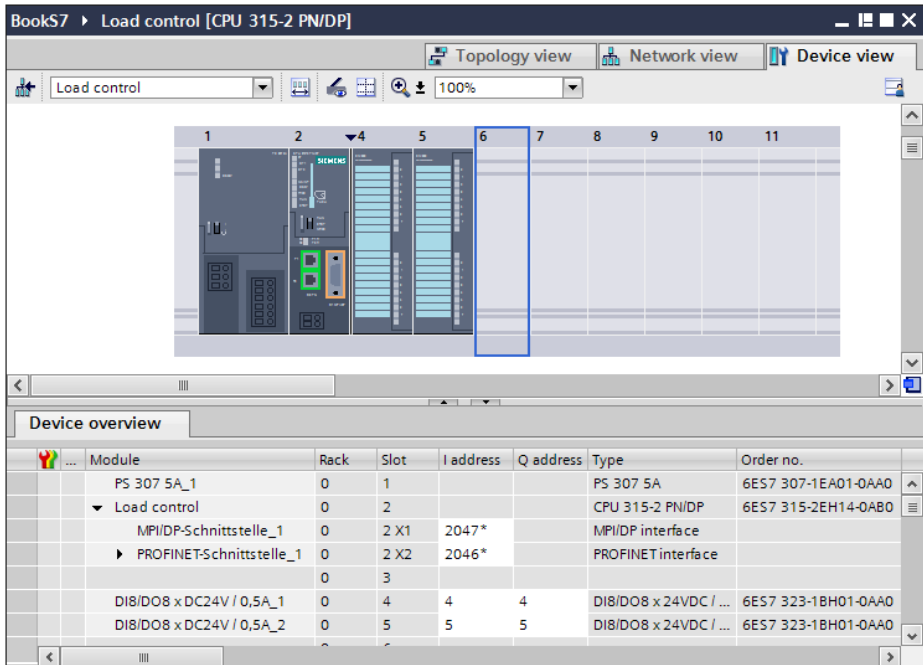 BookS7 ▸ Load control [CPU 315-2 PN/DP]
Topology view Network view Device view
Load control 100%
1 2 4 5 6 7 8 9 10 11
SIEMENS
Device overview
... Module Rack Slot I address Q address Type Order no.
PS 307 5A_1 0 1 PS 307 5A 6ES7 307-1EA01-0AA0
Load control 0 2 CPU 315-2 PN/DP 6ES7 315-2EH14-0AB0
MPI/DP-Schnittstelle_1 0 2 X1 2047* MPI/DP interface
PROFINET-Schnittstelle_1 0 2 X2 2046* PROFINET interface
0 3
DI8/DO8 x DC24V / 0,5A_1 0 4 4 4 DI8/DO8 x 24VDC / ... 6ES7 323-1BH01-0AA0
DI8/DO8 x DC24V / 0,5A_2 0 5 5 5 DI8/DO8 x 24VDC / ... 6ES7 323-1BH01-0AA0